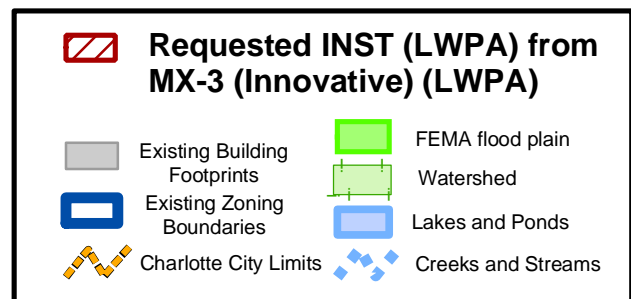 Requested INST (LWPA) from
MX-3 (Innovative) (LWPA)
Existing Building
Footprints
Existing Zoning
Boundaries
Charlotte City Limits
FEMA flood plain
Watershed
Lakes and Ponds
Creeks and Streams